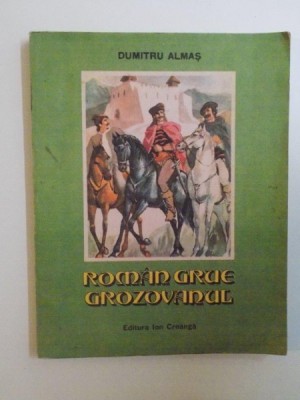 DUMITRU ALMAȘ
ROMÂN GRUE
GROZOVANUL
Editura Ion Creangă